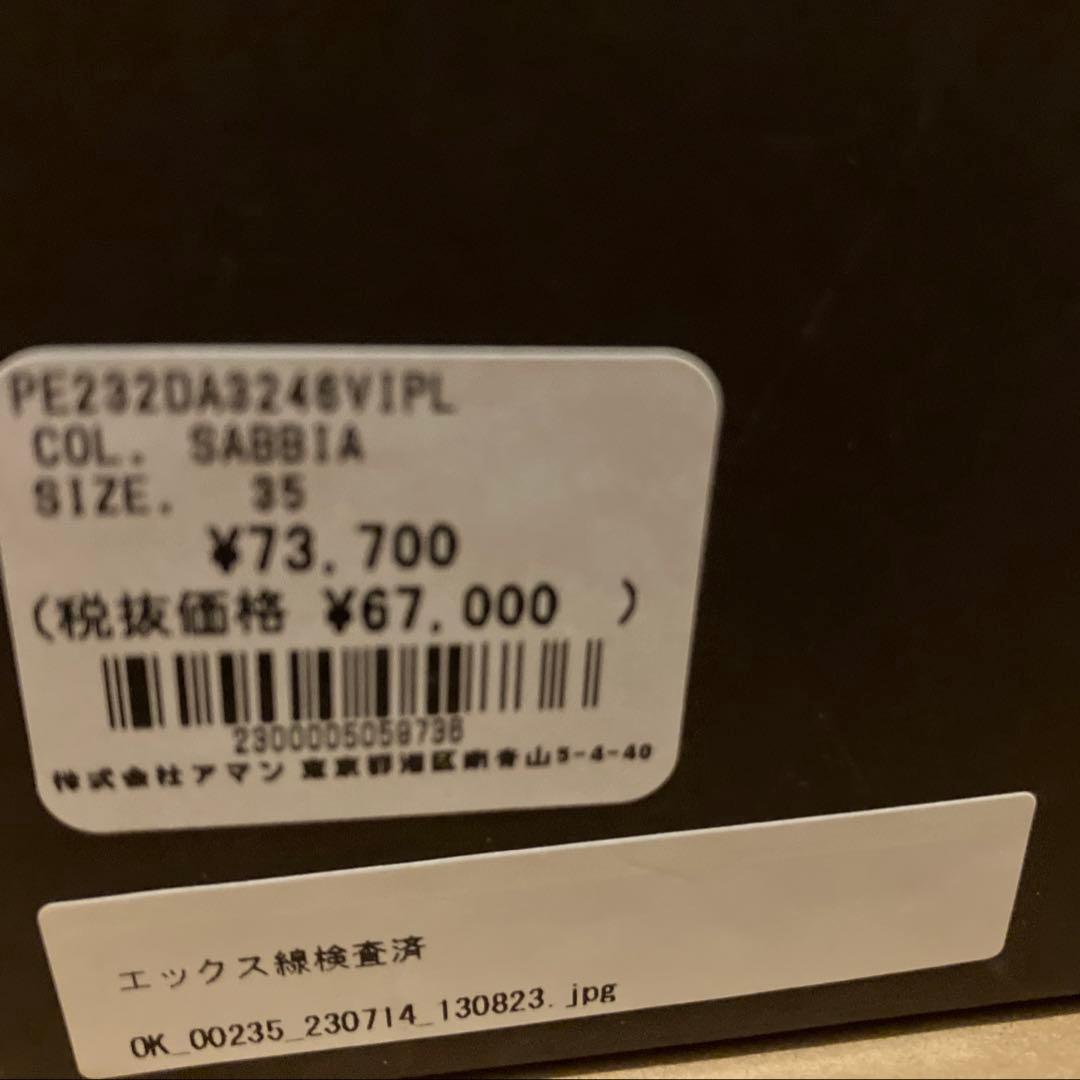 PE232DA3246VIPL
COL. SABBIA
SIZE. 35
¥73,700
(税抜価格 ¥67,000 )
2300005059736
株式会社アマン 東京都港区南青山5-4-40
エックス線検査済
OK_00235_230714_130823.jpg